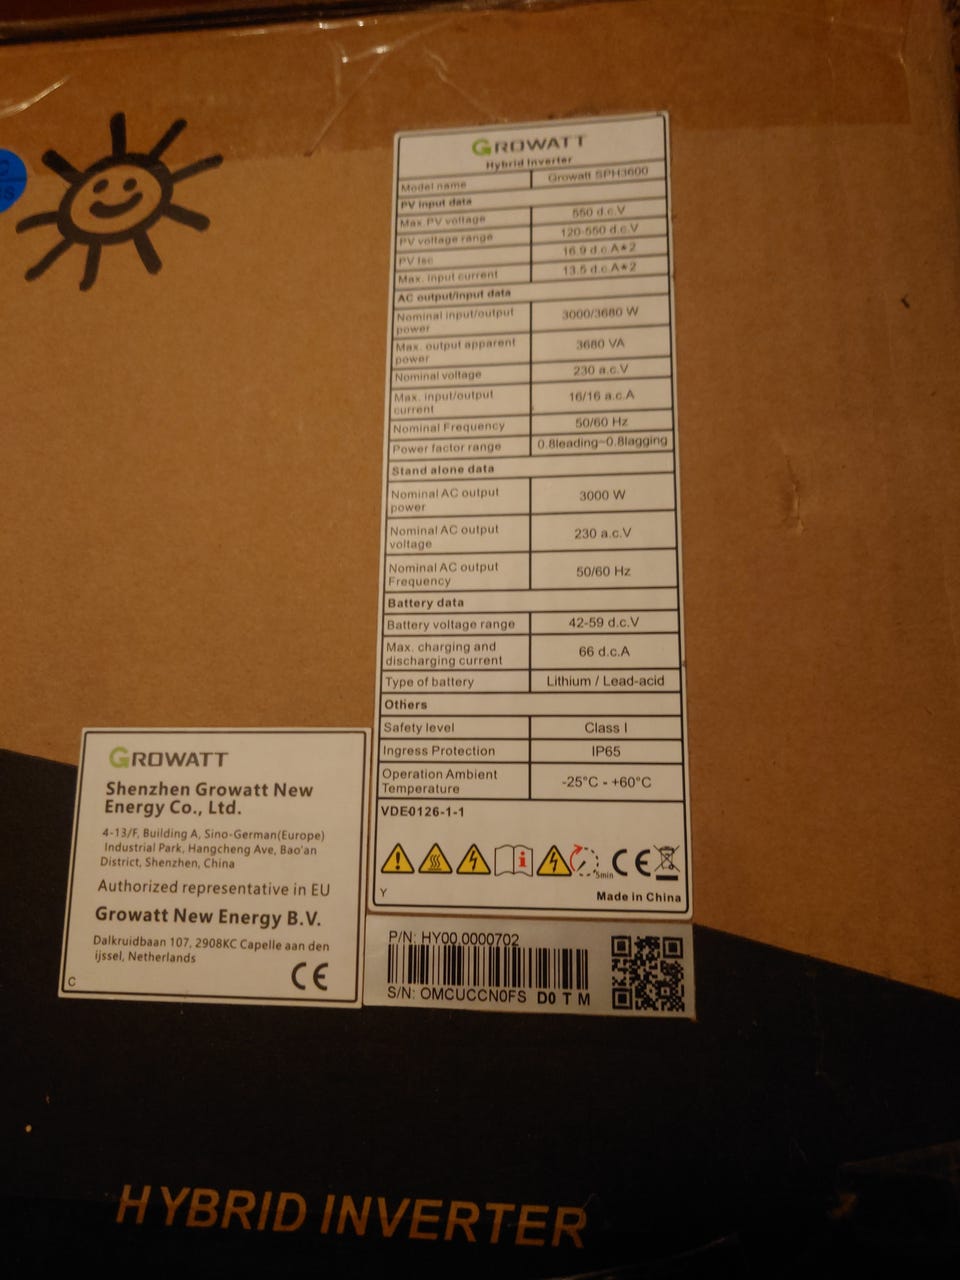 GROWATT
Hybrid Inverter
Model name Growatt SPH3600
PV input data
Max.PV voltage 550 d.c.V
PV voltage range 120-550 d.c.V
PV Isc 16.9 d.c.A*2
Max. input current 13.5 d.c.A*2
AC output/input data
Nominal input/output
power 3000/3680 W
Max. output apparent
power 3680 VA
Nominal voltage 230 a.c.V
Max. input/output
current 16/16 a.c.A
Nominal Frequency 50/60 Hz
Power factor range 0.8leading~0.8lagging
Stand alone data
Nominal AC output
power 3000 W
Nominal AC output
voltage 230 a.c.V
Nominal AC output
Frequency 50/60 Hz
Battery data
Battery voltage range 42-59 d.c.V
Max. charging and
discharging current 66 d.c.A
Type of battery Lithium / Lead-acid
Others
Safety level Class I
Ingress Protection IP65
Operation Ambient
Temperature -25°C - +60°C
VDE0126-1-1
5min CE
Y Made in China
GROWATT
Shenzhen Growatt New
Energy Co., Ltd.
4-13/F, Building A, Sino-German(Europe)
Industrial Park, Hangcheng Ave, Bao'an
District, Shenzhen, China
Authorized representative in EU
Growatt New Energy B.V.
Dalkruidbaan 107, 2908KC Capelle aan den
ijssel, Netherlands
C CE
P/N: HY00 0000702
S/N: OMCUCCN0FS D0 T M
HYBRID INVERTER